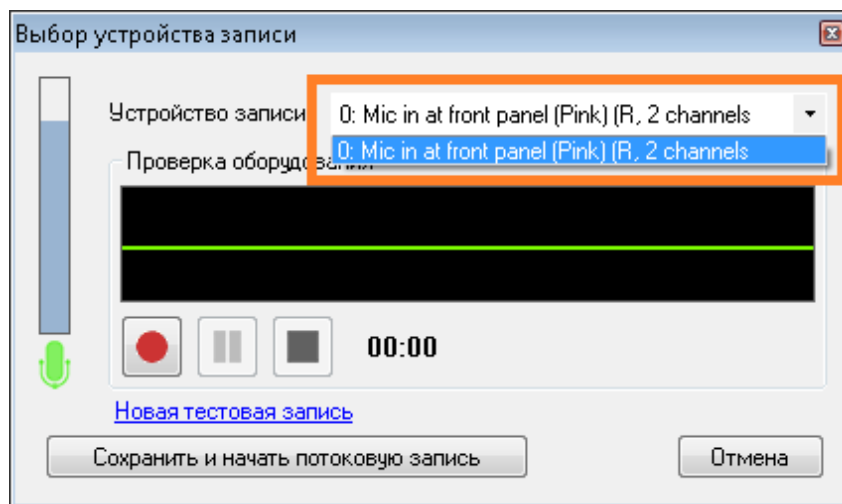 Выбор устройства записи
Устройство записи
0: Mic in at front panel (Pink) (R, 2 channels
0: Mic in at front panel (Pink) (R, 2 channels
Проверка оборудования
00:00
Новая тестовая запись
Сохранить и начать потоковую запись
Отмена